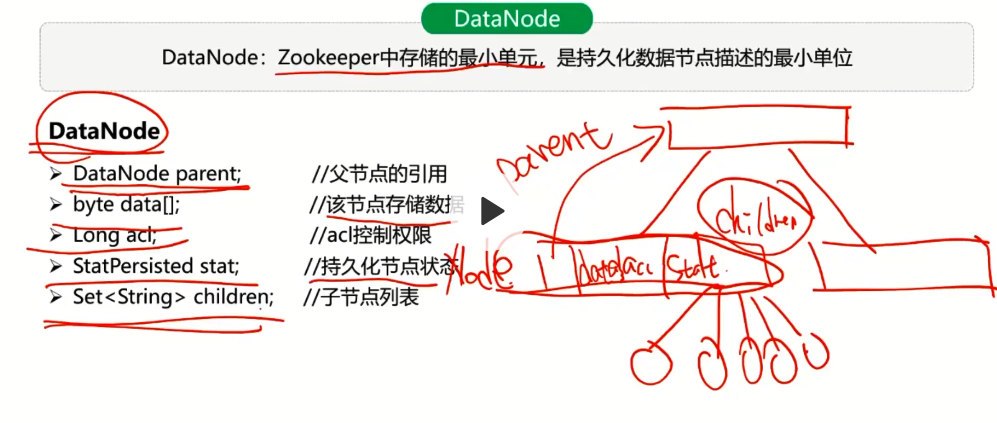 DataNode
DataNode：Zookeeper中存储的最小单元，是持久化数据节点描述的最小单位
DataNode
➢ DataNode parent; //父节点的引用
➢ byte data[]; //该节点存储数据
➢ Long acl; //acl控制权限
➢ StatPersisted stat; //持久化节点状态
➢ Set<String> children; //子节点列表
parent
children
Node data acl stat